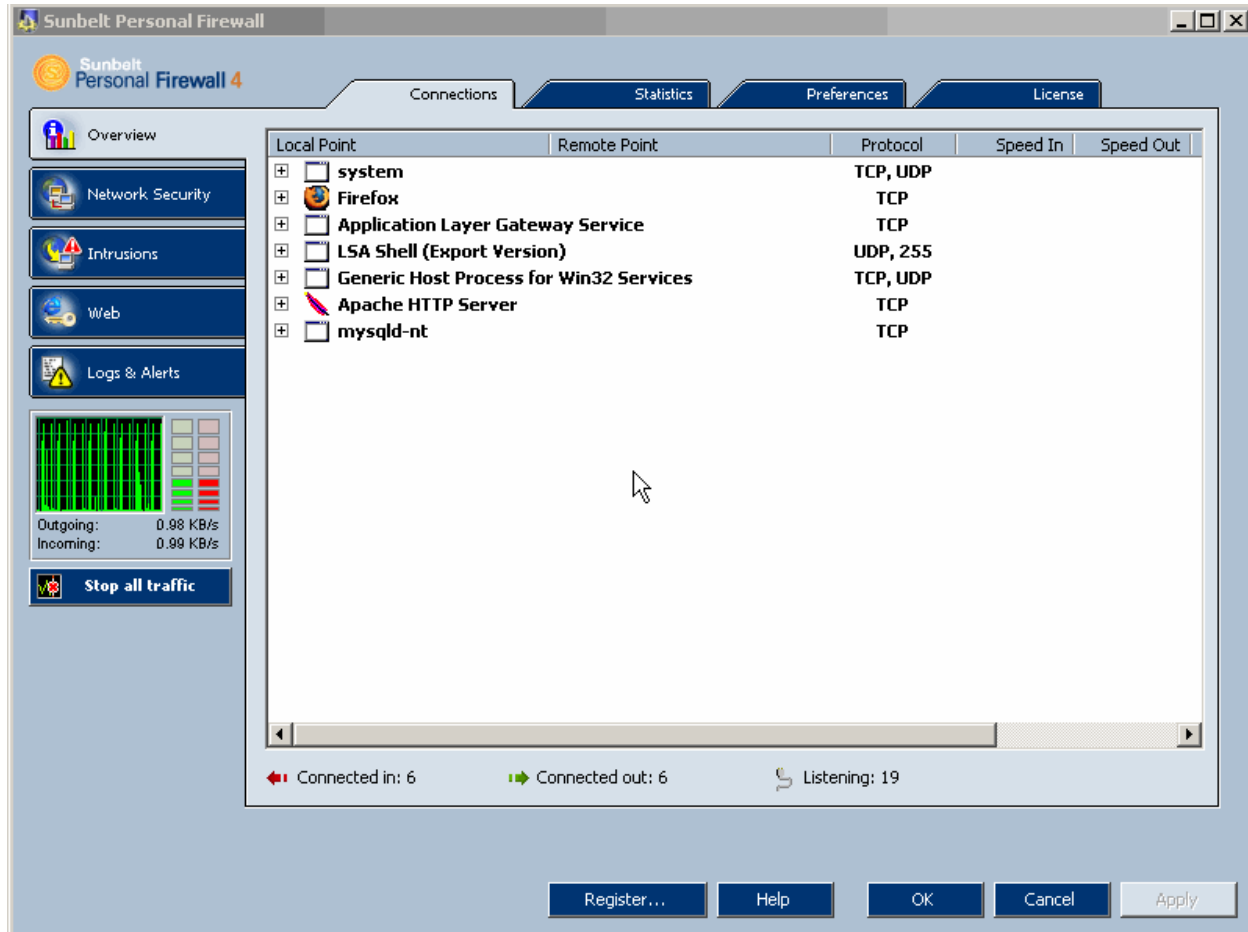 Sunbelt Personal Firewall
Sunbelt
Personal Firewall 4
Connections Statistics Preferences License
Overview
Network Security
Intrusions
Web
Logs & Alerts
Local Point Remote Point Protocol Speed In Speed Out
system TCP, UDP
Firefox TCP
Application Layer Gateway Service TCP
LSA Shell (Export Version) UDP, 255
Generic Host Process for Win32 Services TCP, UDP
Apache HTTP Server TCP
mysqld-nt TCP
Outgoing: 0.98 KB/s
Incoming: 0.99 KB/s
Stop all traffic
Connected in: 6 Connected out: 6 Listening: 19
Register... Help OK Cancel Apply